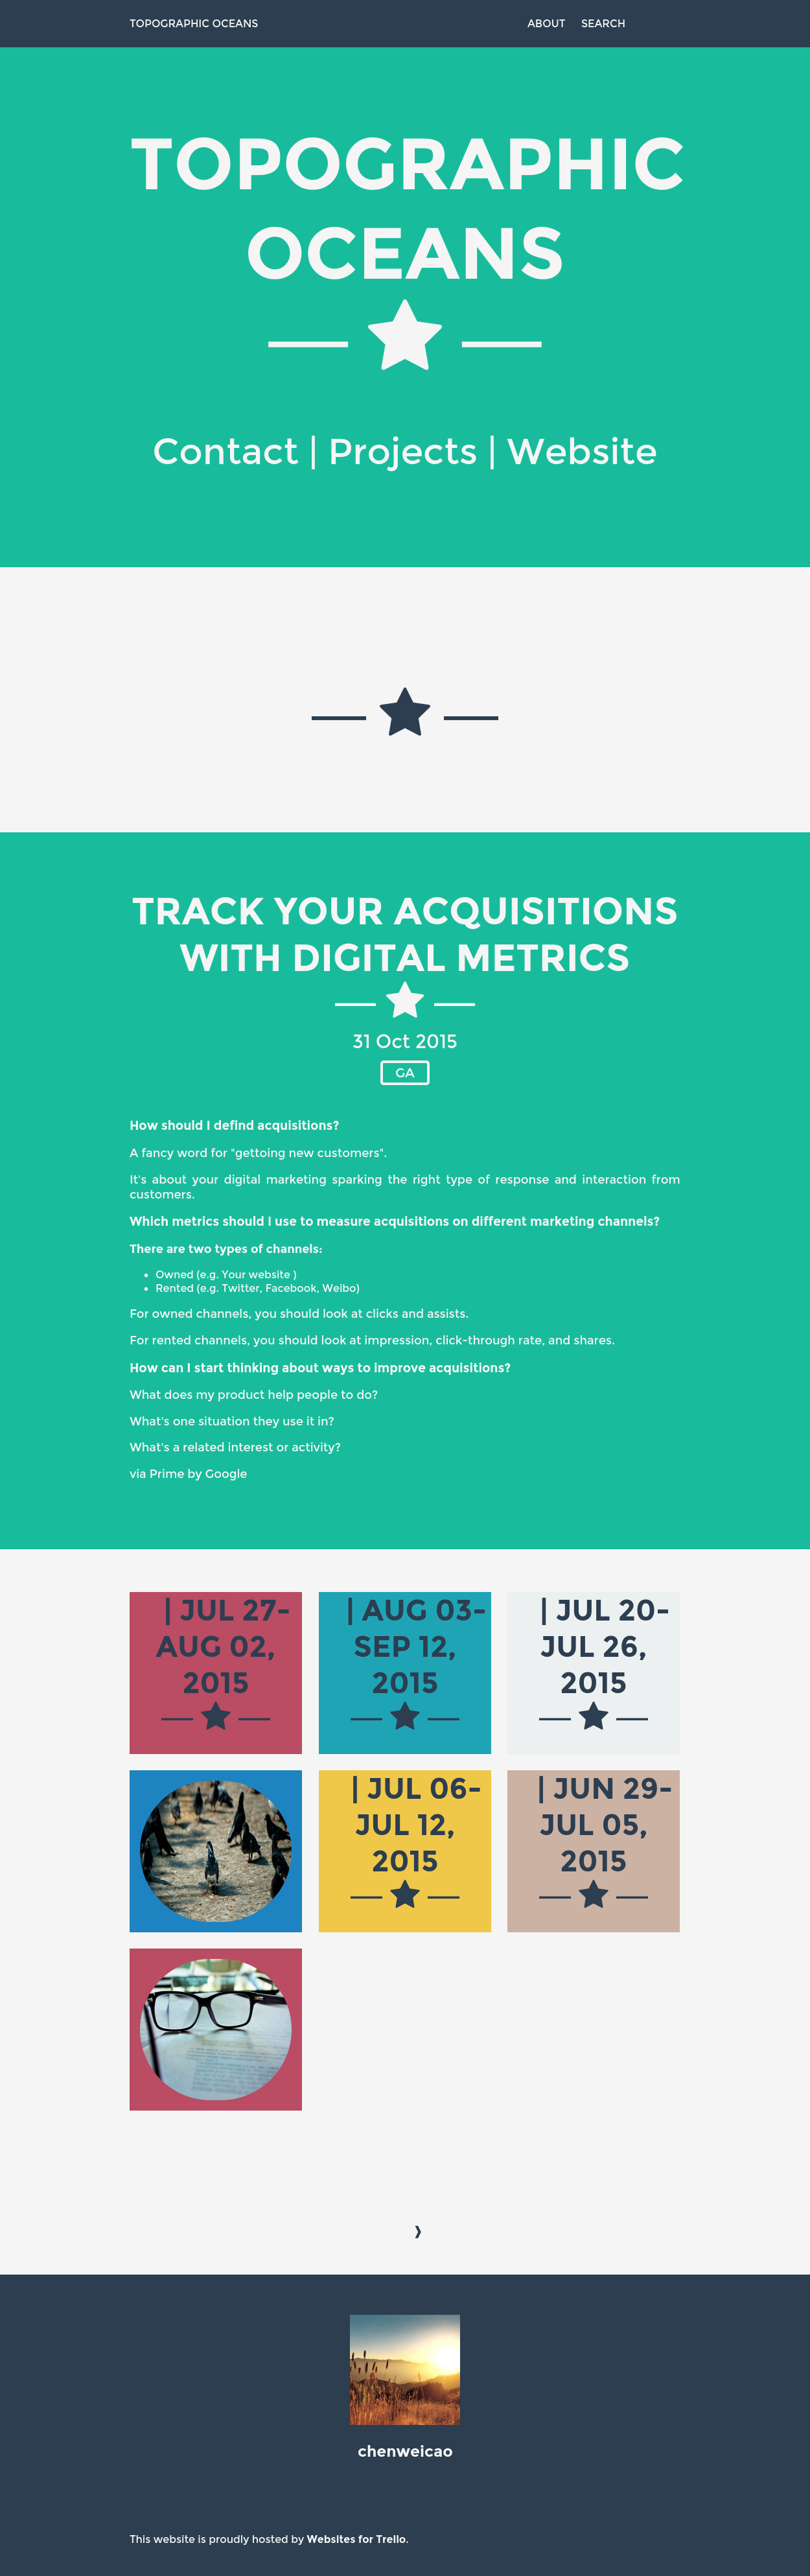 TOPOGRAPHIC OCEANS
ABOUT SEARCH
TOPOGRAPHIC
OCEANS
Contact | Projects | Website
TRACK YOUR ACQUISITIONS
WITH DIGITAL METRICS
31 Oct 2015
GA
How should I defind acquisitions?
A fancy word for "gettoing new customers".
It's about your digital marketing sparking the right type of response and interaction from
customers.
Which metrics should I use to measure acquisitions on different marketing channels?
There are two types of channels:
• Owned (e.g. Your website )
• Rented (e.g. Twitter, Facebook, Weibo)
For owned channels, you should look at clicks and assists.
For rented channels, you should look at impression, click-through rate, and shares.
How can I start thinking about ways to improve acquisitions?
What does my product help people to do?
What's one situation they use it in?
What's a related interest or activity?
via Prime by Google
| JUL 27-
AUG 02,
2015
| AUG 03-
SEP 12,
2015
| JUL 20-
JUL 26,
2015
| JUL 06-
JUL 12,
2015
| JUN 29-
JUL 05,
2015
❯
chenweicao
This website is proudly hosted by Websites for Trello.